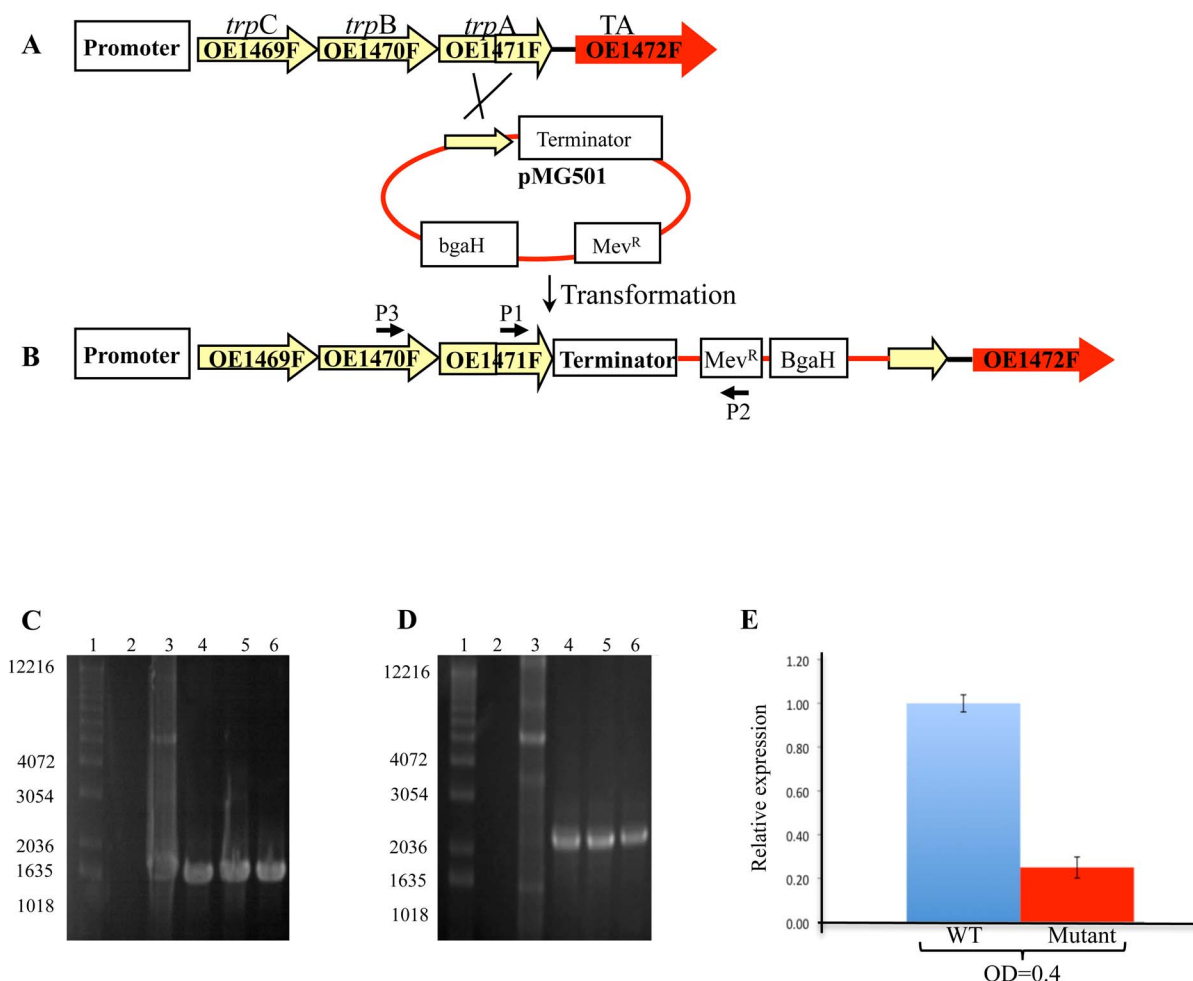 A
trpC
trpB
trpA
TA
Promoter
OE1469F
OE1470F
OE1471F
OE1472F
Terminator
pMG501
bgaH
MevR
Transformation
B
P3
P1
Promoter
OE1469F
OE1470F
OE1471F
Terminator
MevR
BgaH
OE1472F
P2
C
1 2 3 4 5 6
12216
4072
3054
2036
1635
1018
D
1 2 3 4 5 6
12216
4072
3054
2036
1635
1018
E
Relative expression
1.20
1.00
0.80
0.60
0.40
0.20
0.00
WT
Mutant
OD=0.4